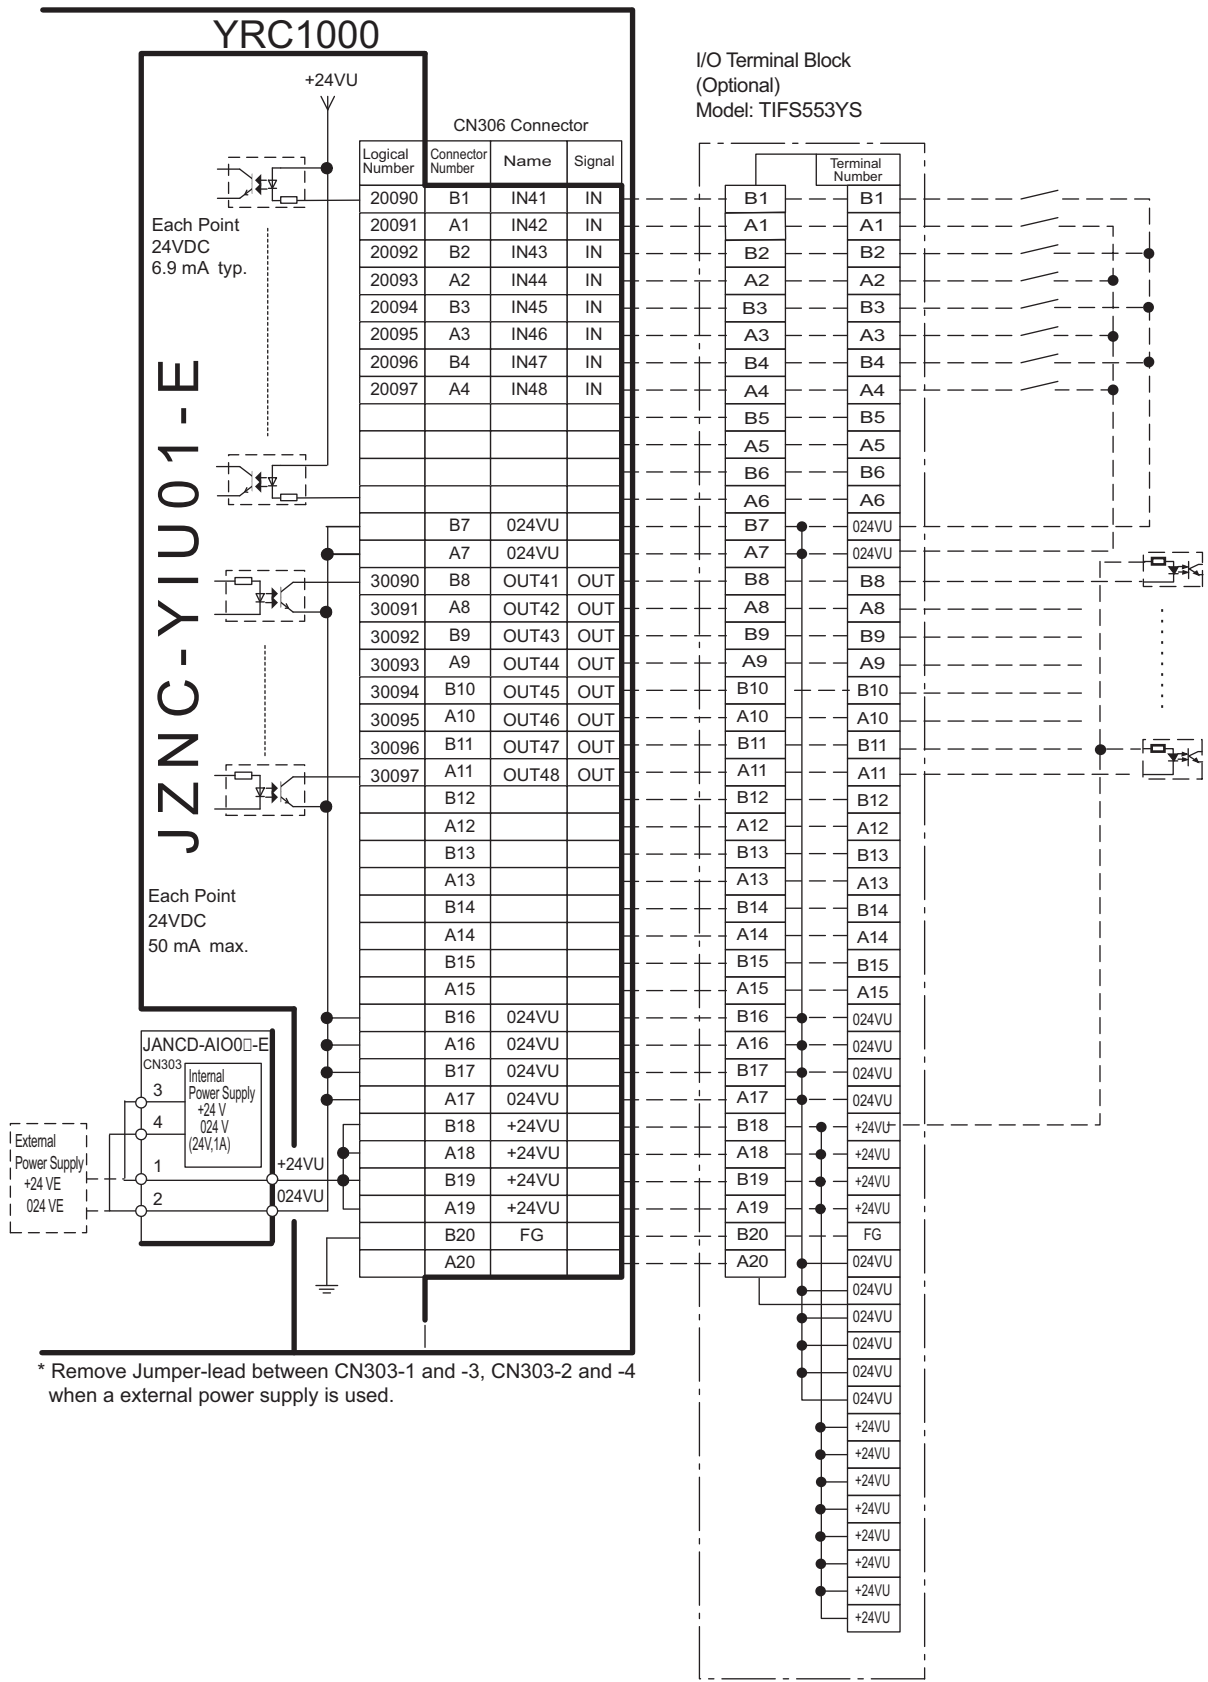 YRC1000
+24VU
CN306 Connector
I/O Terminal Block
(Optional)
Model: TIFS553YS
Logical Number Connector Number Name Signal
Terminal Number
20090 B1 IN41 IN B1 B1
20091 A1 IN42 IN A1 A1
20092 B2 IN43 IN B2 B2
20093 A2 IN44 IN A2 A2
20094 B3 IN45 IN B3 B3
20095 A3 IN46 IN A3 A3
20096 B4 IN47 IN B4 B4
20097 A4 IN48 IN A4 A4
B5 B5
A5 A5
B6 B6
A6 A6
B7 024VU B7 024VU
A7 024VU A7 024VU
30090 B8 OUT41 OUT B8 B8
30091 A8 OUT42 OUT A8 A8
30092 B9 OUT43 OUT B9 B9
30093 A9 OUT44 OUT A9 A9
30094 B10 OUT45 OUT B10 B10
30095 A10 OUT46 OUT A10 A10
30096 B11 OUT47 OUT B11 B11
30097 A11 OUT48 OUT A11 A11
B12 B12 B12
A12 A12 A12
B13 B13 B13
A13 A13 A13
B14 B14 B14
A14 A14 A14
B15 B15 B15
A15 A15 A15
B16 024VU B16 024VU
A16 024VU A16 024VU
B17 024VU B17 024VU
A17 024VU A17 024VU
B18 +24VU B18 +24VU
A18 +24VU A18 +24VU
B19 +24VU B19 +24VU
A19 +24VU A19 +24VU
B20 FG B20 FG
A20 A20 024VU
024VU
024VU
024VU
024VU
024VU
+24VU
+24VU
+24VU
+24VU
+24VU
+24VU
+24VU
+24VU
Each Point
24VDC
6.9 mA typ.
JZNC-YIU01-E
Each Point
24VDC
50 mA max.
JANCD-AIO0□-E
CN303
3
4
1
2
Internal
Power Supply
+24 V
024 V
(24V,1A)
+24VU
024VU
External
Power Supply
+24 VE
024 VE
* Remove Jumper-lead between CN303-1 and -3, CN303-2 and -4
when a external power supply is used.